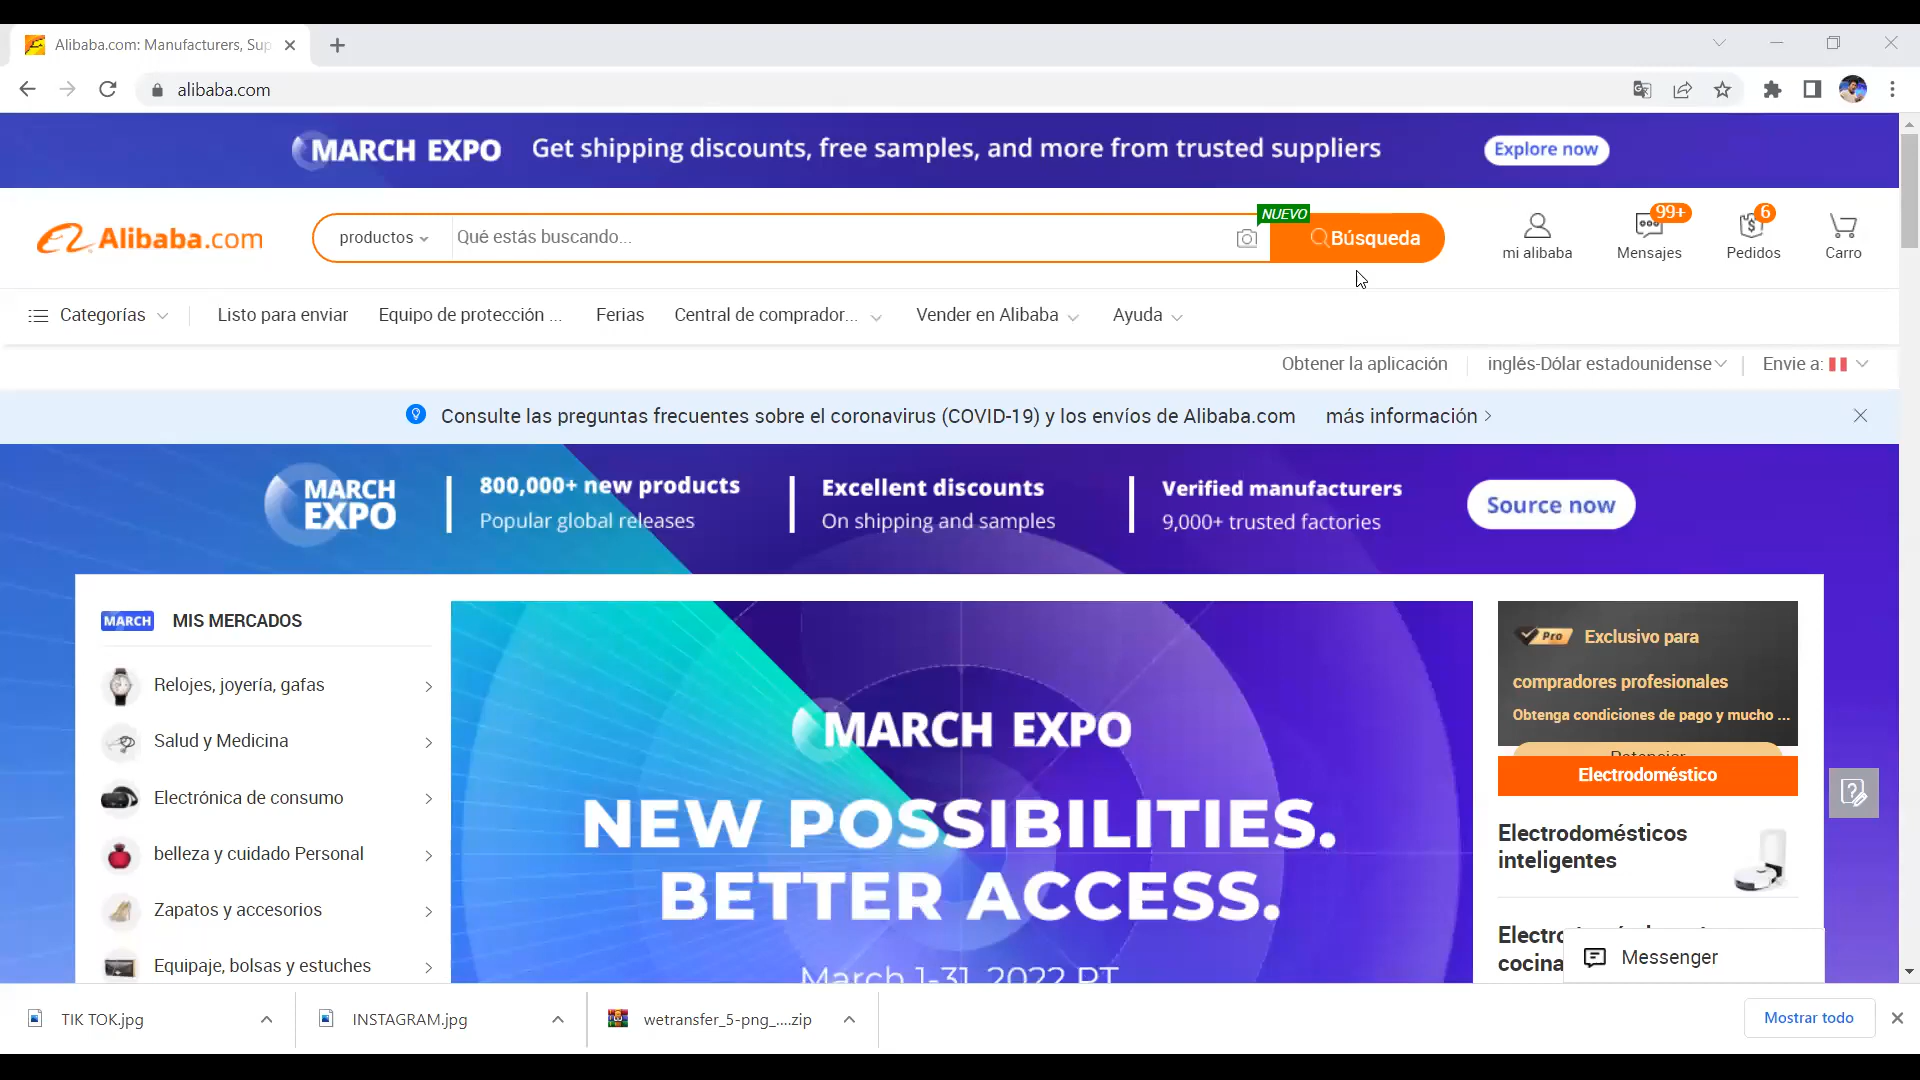 Alibaba.com: Manufacturers, Sup
alibaba.com
MARCH EXPO Get shipping discounts, free samples, and more from trusted suppliers Explore now
Alibaba.com
productos
Qué estás buscando...
NUEVO
Búsqueda
mi alibaba
99+
Mensajes
6
Pedidos
Carro
Categorías Listo para enviar Equipo de protección ... Ferias Central de comprador... Vender en Alibaba Ayuda
Obtener la aplicación inglés-Dólar estadounidense Envie a:
Consulte las preguntas frecuentes sobre el coronavirus (COVID-19) y los envíos de Alibaba.com más información >
MARCH
EXPO
800,000+ new products
Popular global releases
Excellent discounts
On shipping and samples
Verified manufacturers
9,000+ trusted factories
Source now
MARCH MIS MERCADOS
Relojes, joyería, gafas
Salud y Medicina
Electrónica de consumo
belleza y cuidado Personal
Zapatos y accesorios
Equipaje, bolsas y estuches
MARCH EXPO
NEW POSSIBILITIES.
BETTER ACCESS.
March 1-31, 2022 PT
Pro Exclusivo para
compradores profesionales
Obtenga condiciones de pago y mucho ...
Electrodoméstico
Electrodomésticos
inteligentes
cocina
Messenger
TIK TOK.jpg
INSTAGRAM.jpg
wetransfer_5-png_....zip
Mostrar todo